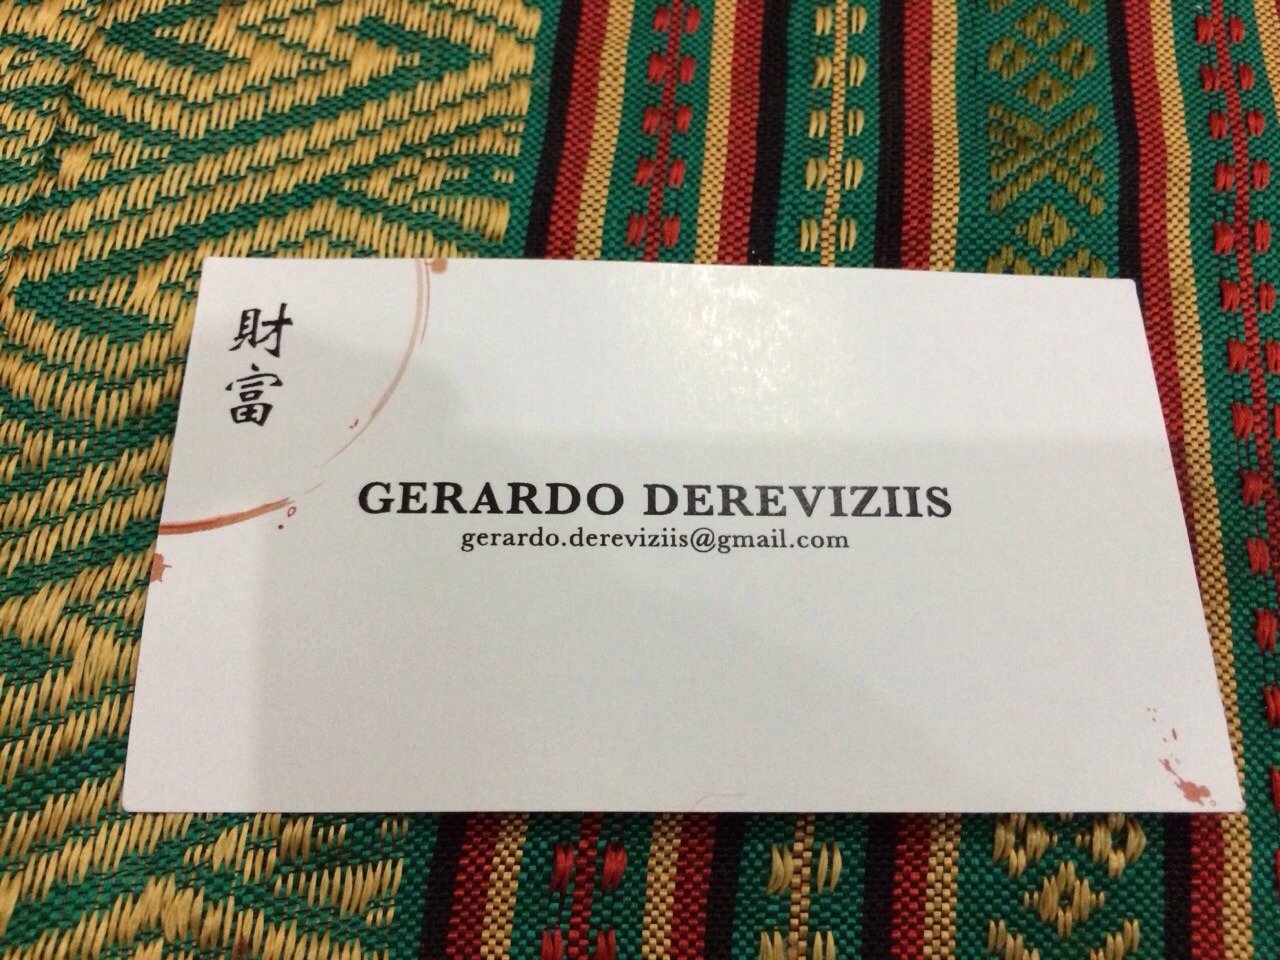 財富
GERARDO DEREVIZIIS
gerardo.dereviziis@gmail.com